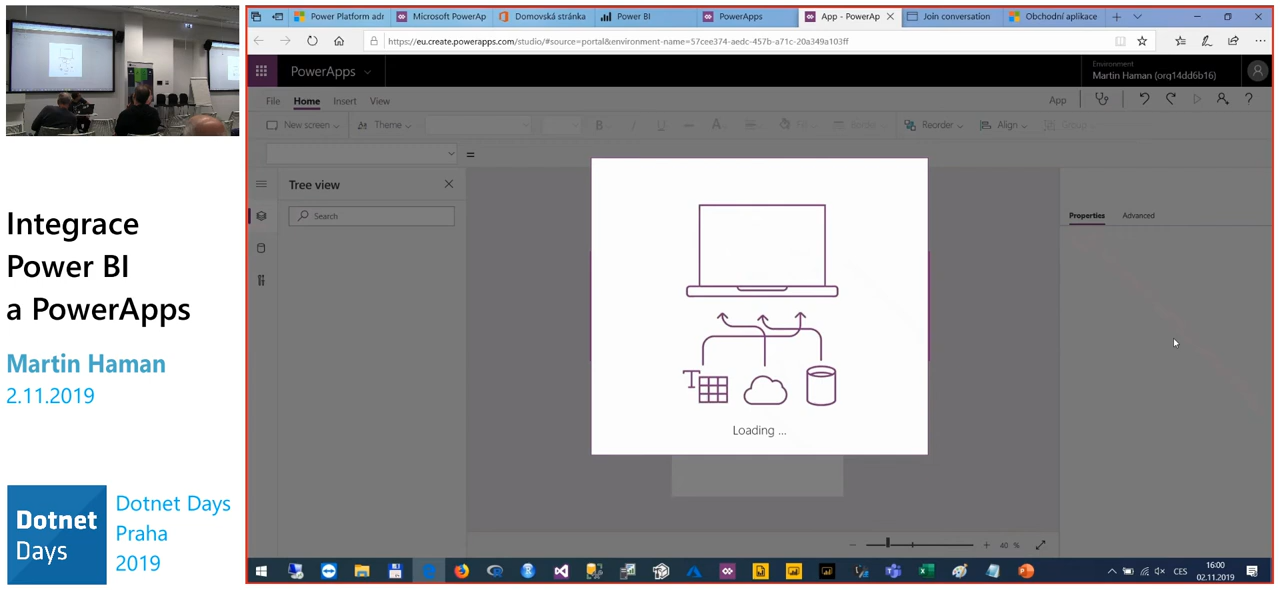 Integrace
Power BI
a PowerApps
Martin Haman
2.11.2019
Dotnet
Days
Dotnet Days
Praha
2019
Power Platform adr
Microsoft PowerAp
Domovská stránka
Power BI
PowerApps
App - PowerAp
Join conversation
Obchodní aplikace
https://eu.create.powerapps.com/studio/#source=portal&environment-name=57cee374-aedc-457b-a71c-20a349a103ff
PowerApps
Environment
Martin Haman (orq14dd6b16)
File Home Insert View
App
New screen
Theme
B I U A
Reorder
Align
Group
=
Tree view
Search
Properties
Advanced
T
Loading ...
40 %
CES
16:00
02.11.2019